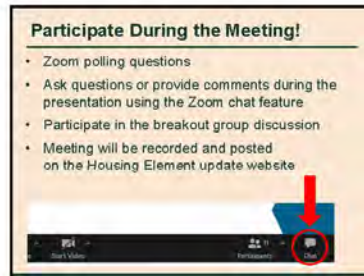 Participate During the Meeting!
• Zoom polling questions
• Ask questions or provide comments during the
presentation using the Zoom chat feature
• Participate in the breakout group discussion
• Meeting will be recorded and posted
on the Housing Element update website
Start Video
Participants
Chat